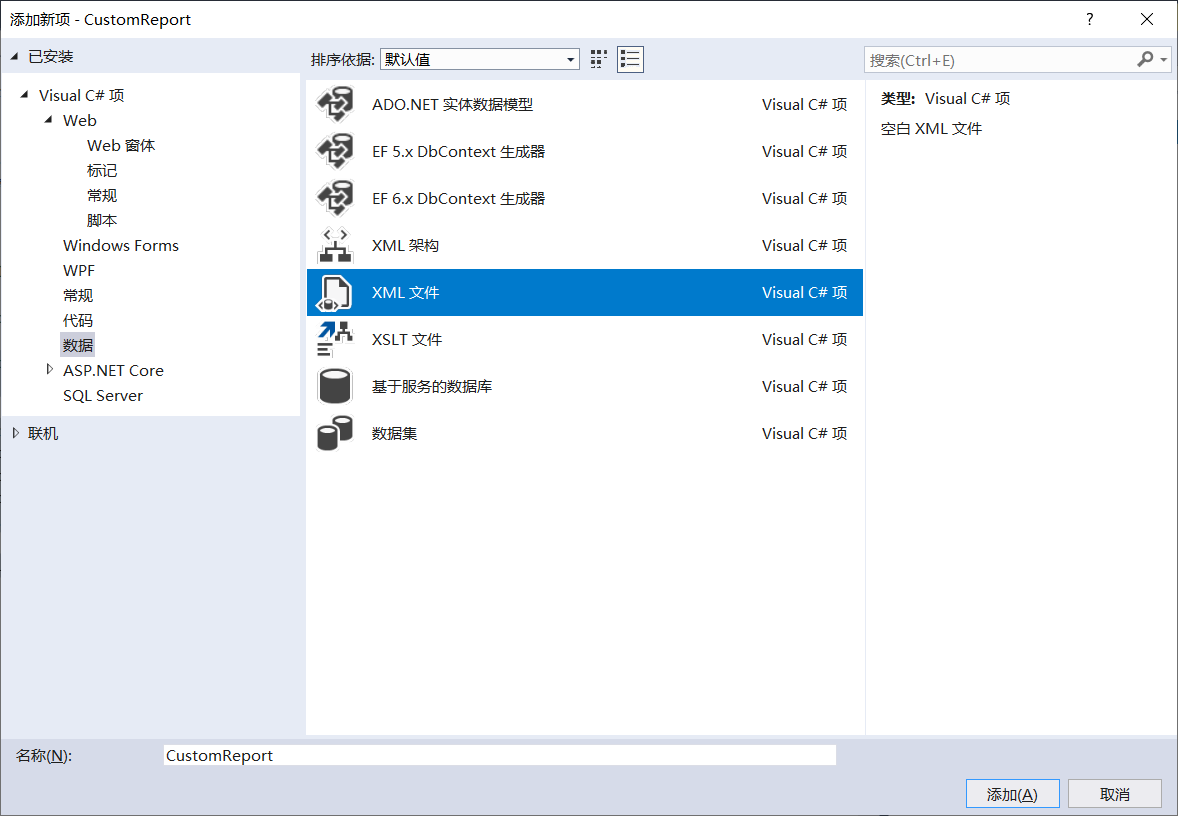 添加新项 - CustomReport
?
已安装
排序依据: 默认值
搜索(Ctrl+E)
Visual C# 项
Web
Web 窗体
标记
常规
脚本
Windows Forms
WPF
常规
代码
数据
ASP.NET Core
SQL Server
联机
ADO.NET 实体数据模型 Visual C# 项
EF 5.x DbContext 生成器 Visual C# 项
EF 6.x DbContext 生成器 Visual C# 项
XML 架构 Visual C# 项
XML 文件 Visual C# 项
XSLT 文件 Visual C# 项
基于服务的数据库 Visual C# 项
数据集 Visual C# 项
类型: Visual C# 项
空白 XML 文件
名称(N): CustomReport
添加(A) 取消